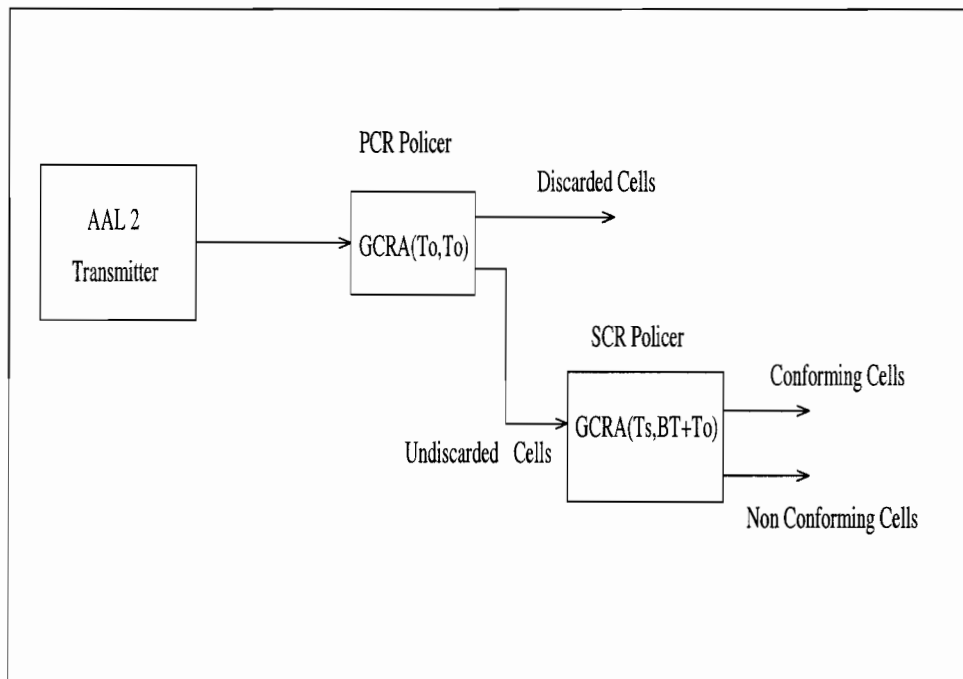 PCR Policer
Discarded Cells
AAL 2
Transmitter
GCRA(To,To)
SCR Policer
Conforming Cells
GCRA(Ts,BT+To)
Undiscarded Cells
Non Conforming Cells